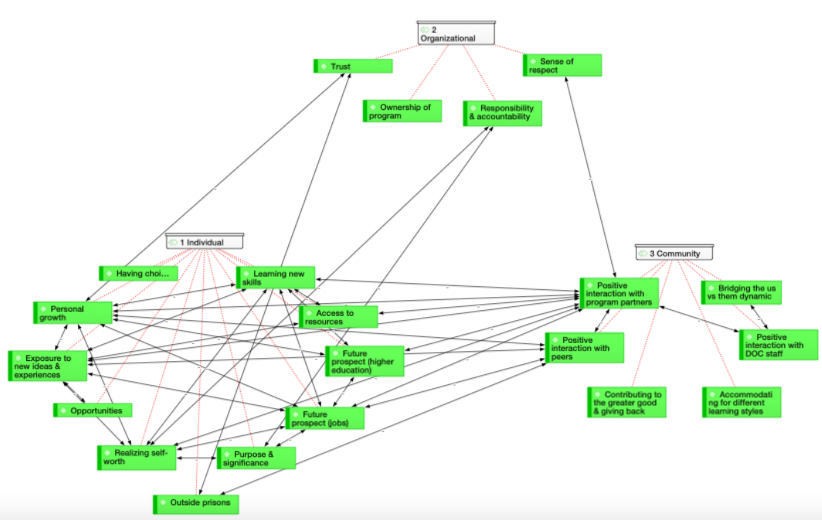 2
Organizational
Trust
Sense of
respect
Ownership of
program
Responsibility
& accountability
1 Individual
3 Community
Having choi...
Learning new
skills
Positive
interaction with
program partners
Bridging the us
vs them dynamic
Personal
growth
Access to
resources
Positive
interaction with
peers
Positive
interaction with
DOC staff
Exposure to
new ideas &
experiences
Future
prospect (higher
education)
Opportunities
Future
prospect (jobs)
Contributing to
the greater good
& giving back
Accommodati
ng for different
learning styles
Realizing self-
worth
Purpose &
significance
Outside prisons